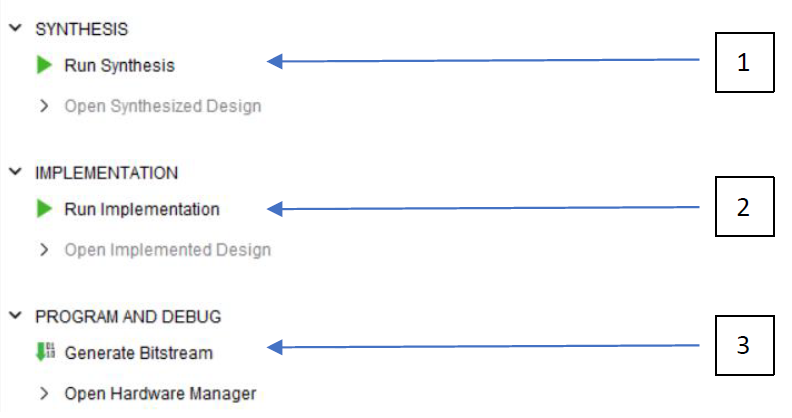 SYNTHESIS
Run Synthesis
1
Open Synthesized Design
IMPLEMENTATION
Run Implementation
2
Open Implemented Design
PROGRAM AND DEBUG
Generate Bitstream
3
Open Hardware Manager